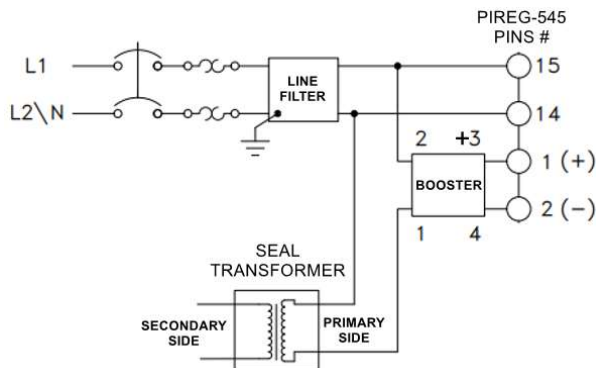 PIREG-545
PINS #
L1
15
LINE
FILTER
L2\N
14
2 +3
1 (+)
BOOSTER
2 (−)
1 4
SEAL
TRANSFORMER
SECONDARY
SIDE
PRIMARY
SIDE